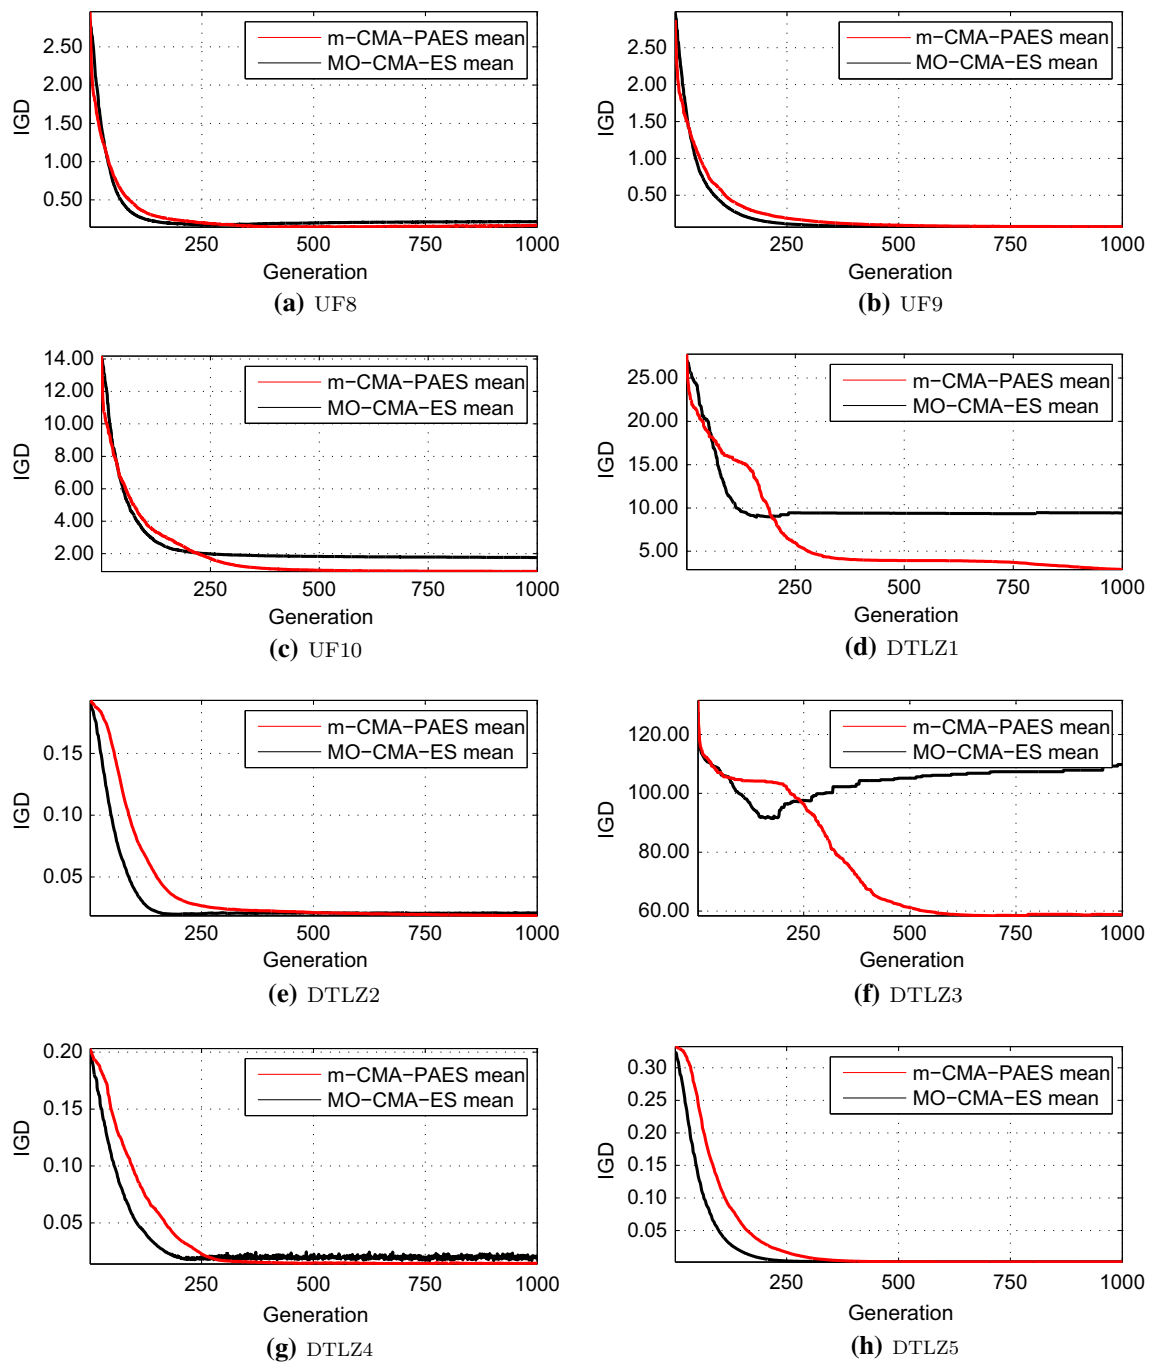 m-CMA-PAES mean
MO-CMA-ES mean
2.50
2.00
1.50
1.00
0.50
IGD
250
500
750
1000
Generation
(a) UF8
m-CMA-PAES mean
MO-CMA-ES mean
2.50
2.00
1.50
1.00
0.50
IGD
250
500
750
1000
Generation
(b) UF9
m-CMA-PAES mean
MO-CMA-ES mean
14.00
12.00
10.00
8.00
6.00
4.00
2.00
IGD
250
500
750
1000
Generation
(c) UF10
m-CMA-PAES mean
MO-CMA-ES mean
25.00
20.00
15.00
10.00
5.00
IGD
250
500
750
1000
Generation
(d) DTLZ1
m-CMA-PAES mean
MO-CMA-ES mean
0.15
0.10
0.05
IGD
250
500
750
1000
Generation
(e) DTLZ2
m-CMA-PAES mean
MO-CMA-ES mean
120.00
100.00
80.00
60.00
IGD
250
500
750
1000
Generation
(f) DTLZ3
m-CMA-PAES mean
MO-CMA-ES mean
0.20
0.15
0.10
0.05
IGD
250
500
750
1000
Generation
(g) DTLZ4
m-CMA-PAES mean
MO-CMA-ES mean
0.30
0.25
0.20
0.15
0.10
0.05
IGD
250
500
750
1000
Generation
(h) DTLZ5